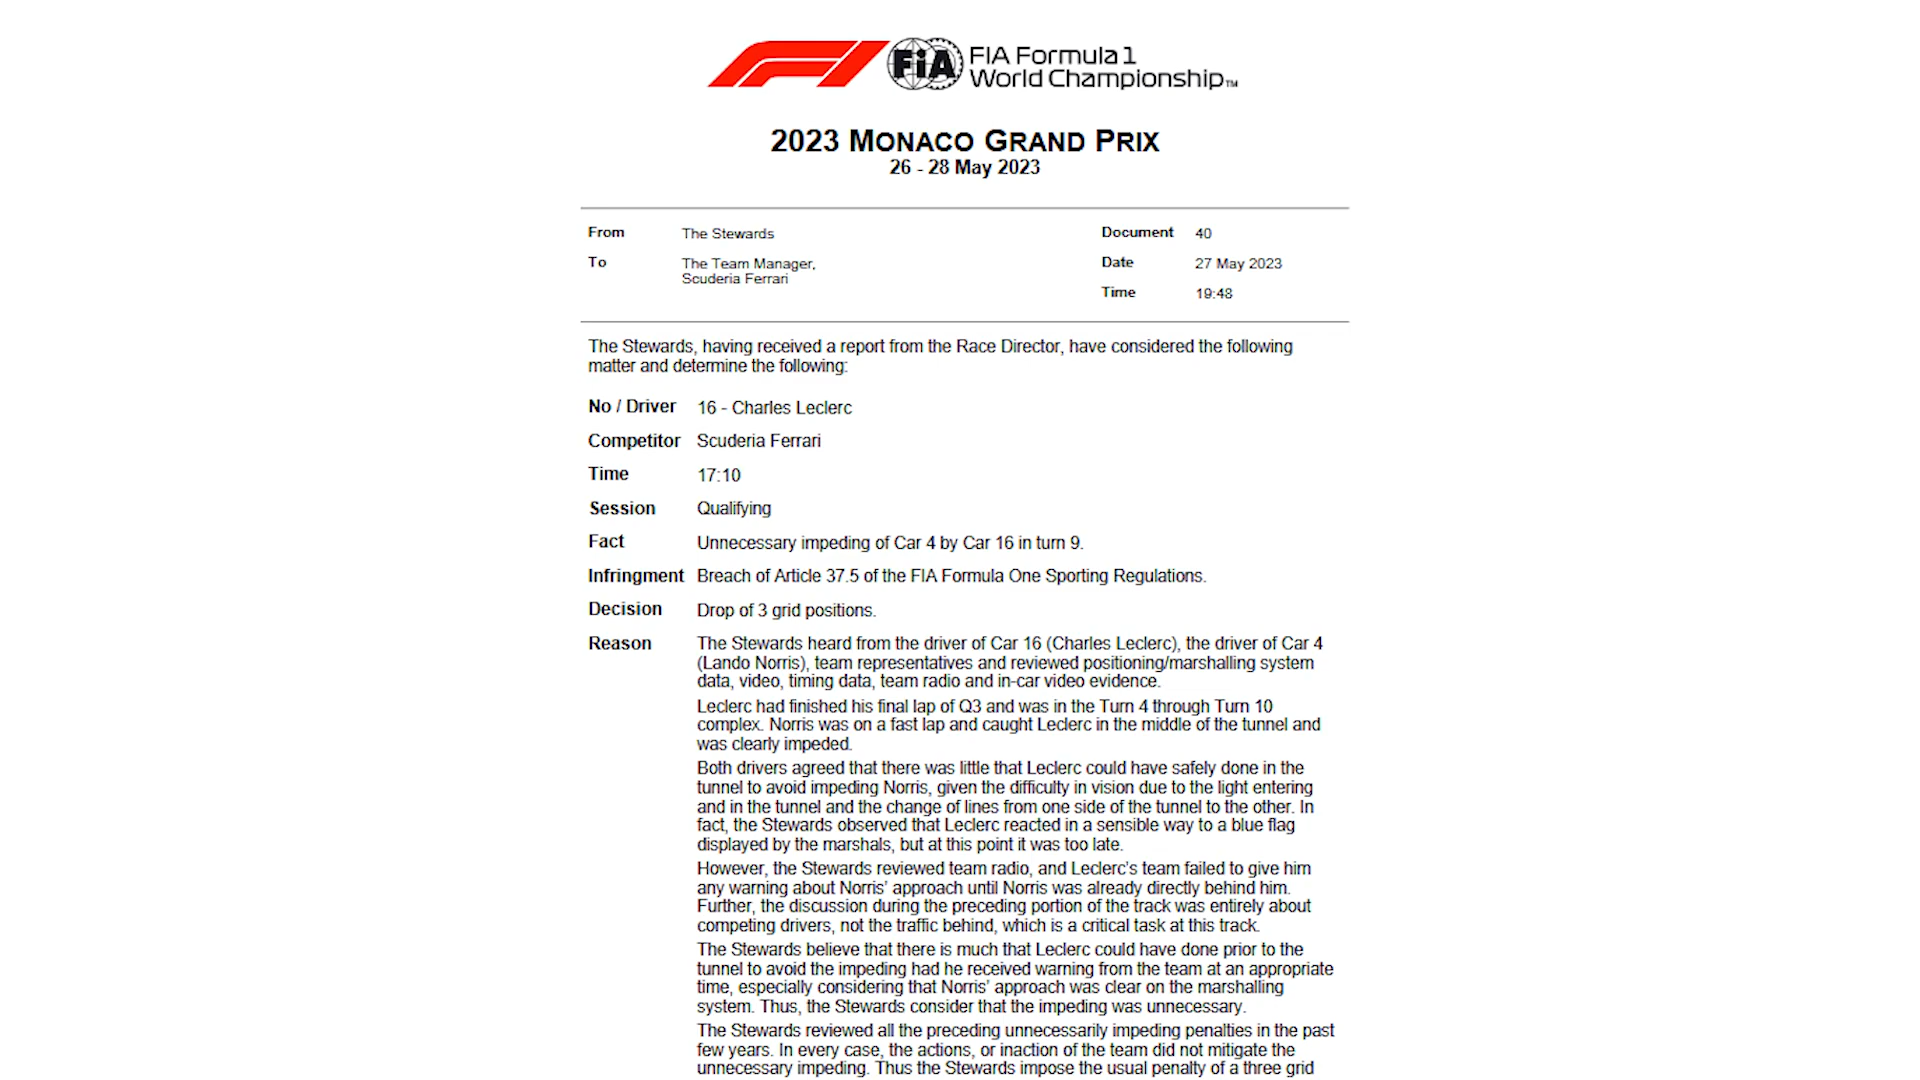 F1 FIA FIA Formula 1
World Championship™
2023 MONACO GRAND PRIX
26 - 28 May 2023
From The Stewards Document 40
To The Team Manager, Date 27 May 2023
Scuderia Ferrari
Time 19:48
The Stewards, having received a report from the Race Director, have considered the following
matter and determine the following:
No / Driver 16 - Charles Leclerc
Competitor Scuderia Ferrari
Time 17:10
Session Qualifying
Fact Unnecessary impeding of Car 4 by Car 16 in turn 9.
Infringment Breach of Article 37.5 of the FIA Formula One Sporting Regulations.
Decision Drop of 3 grid positions.
Reason The Stewards heard from the driver of Car 16 (Charles Leclerc), the driver of Car 4
(Lando Norris), team representatives and reviewed positioning/marshalling system
data, video, timing data, team radio and in-car video evidence.
Leclerc had finished his final lap of Q3 and was in the Turn 4 through Turn 10
complex. Norris was on a fast lap and caught Leclerc in the middle of the tunnel and
was clearly impeded.
Both drivers agreed that there was little that Leclerc could have safely done in the
tunnel to avoid impeding Norris, given the difficulty in vision due to the light entering
and in the tunnel and the change of lines from one side of the tunnel to the other. In
fact, the Stewards observed that Leclerc reacted in a sensible way to a blue flag
displayed by the marshals, but at this point it was too late.
However, the Stewards reviewed team radio, and Leclerc's team failed to give him
any warning about Norris' approach until Norris was already directly behind him.
Further, the discussion during the preceding portion of the track was entirely about
competing drivers, not the traffic behind, which is a critical task at this track.
The Stewards believe that there is much that Leclerc could have done prior to the
tunnel to avoid the impeding had he received warning from the team at an appropriate
time, especially considering that Norris' approach was clear on the marshalling
system. Thus, the Stewards consider that the impeding was unnecessary.
The Stewards reviewed all the preceding unnecessarily impeding penalties in the past
few years. In every case, the actions, or inaction of the team did not mitigate the
unnecessary impeding. Thus the Stewards impose the usual penalty of a three grid